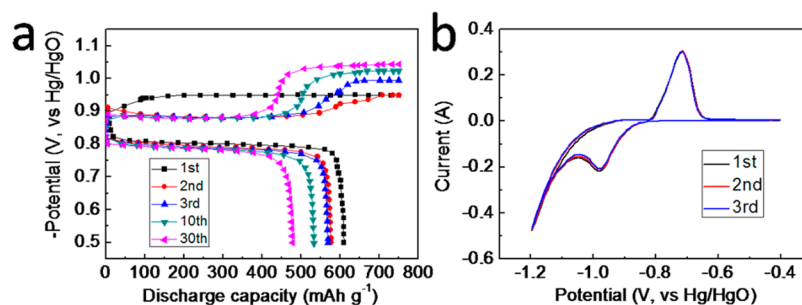 a
-Potential (V, vs Hg/HgO)
1.1
1.0
0.9
0.8
0.7
0.6
0.5
1st
2nd
3rd
10th
30th
0 100 200 300 400 500 600 700 800
Discharge capacity (mAh g⁻¹)
b
Current (A)
0.4
0.2
0.0
-0.2
-0.4
-0.6
1st
2nd
3rd
-1.2 -1.0 -0.8 -0.6 -0.4
Potential (V, vs Hg/HgO)